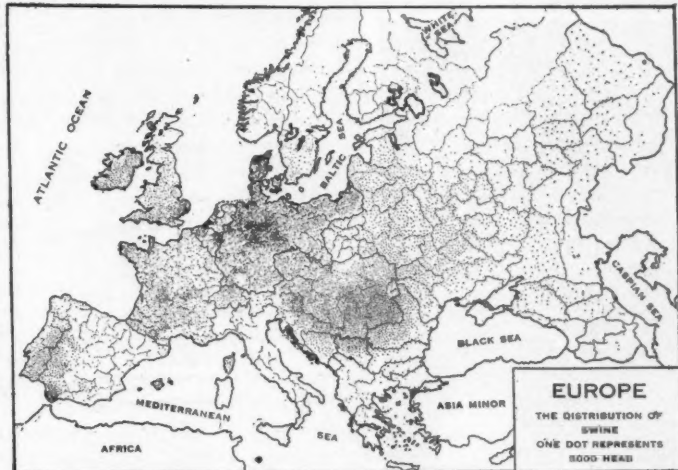 WHITE
SEA
ATLANTIC OCEAN
BALTIC
SEA
CASPIAN SEA
BLACK SEA
MEDITERRANEAN
SEA
ASIA MINOR
AFRICA
EUROPE
THE DISTRIBUTION OF
SWINE
ONE DOT REPRESENTS
HEAD